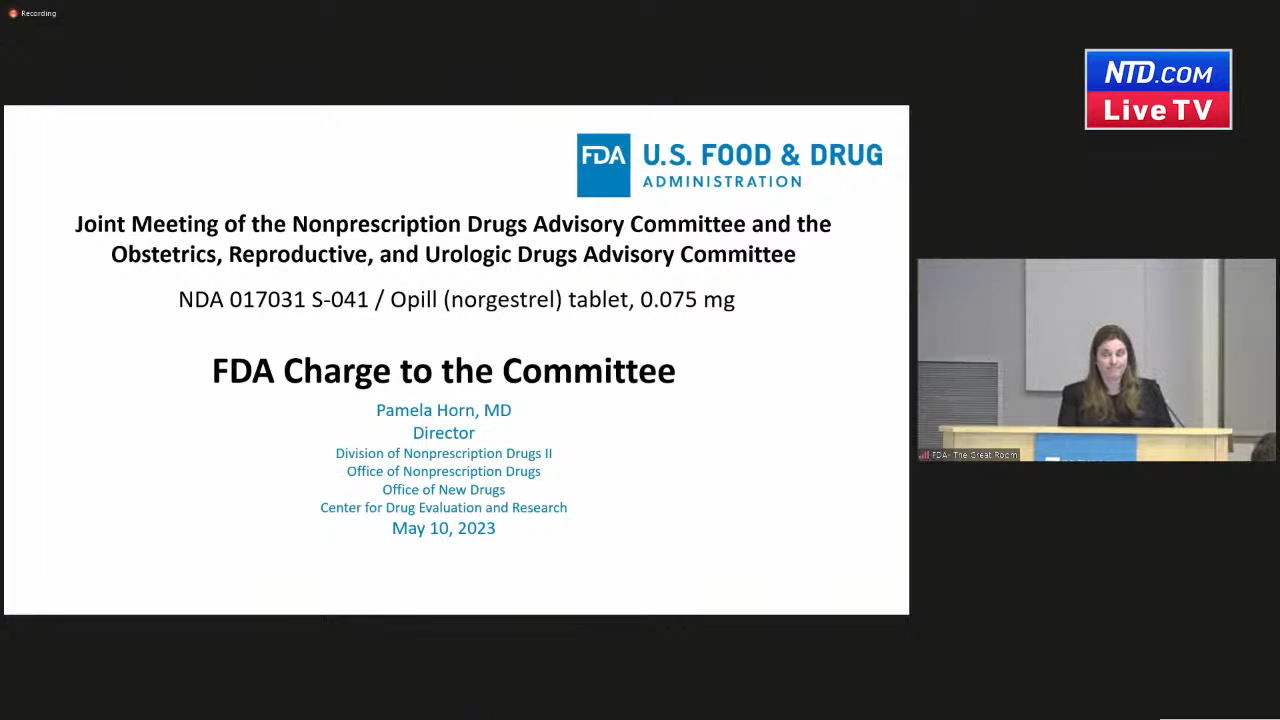 Recording
NTD.COM
Live TV
FDA
U.S. FOOD & DRUG
ADMINISTRATION
Joint Meeting of the Nonprescription Drugs Advisory Committee and the
Obstetrics, Reproductive, and Urologic Drugs Advisory Committee
NDA 017031 S-041 / Opill (norgestrel) tablet, 0.075 mg
FDA Charge to the Committee
Pamela Horn, MD
Director
Division of Nonprescription Drugs II
Office of Nonprescription Drugs
Office of New Drugs
Center for Drug Evaluation and Research
May 10, 2023
FDA- The Great Room